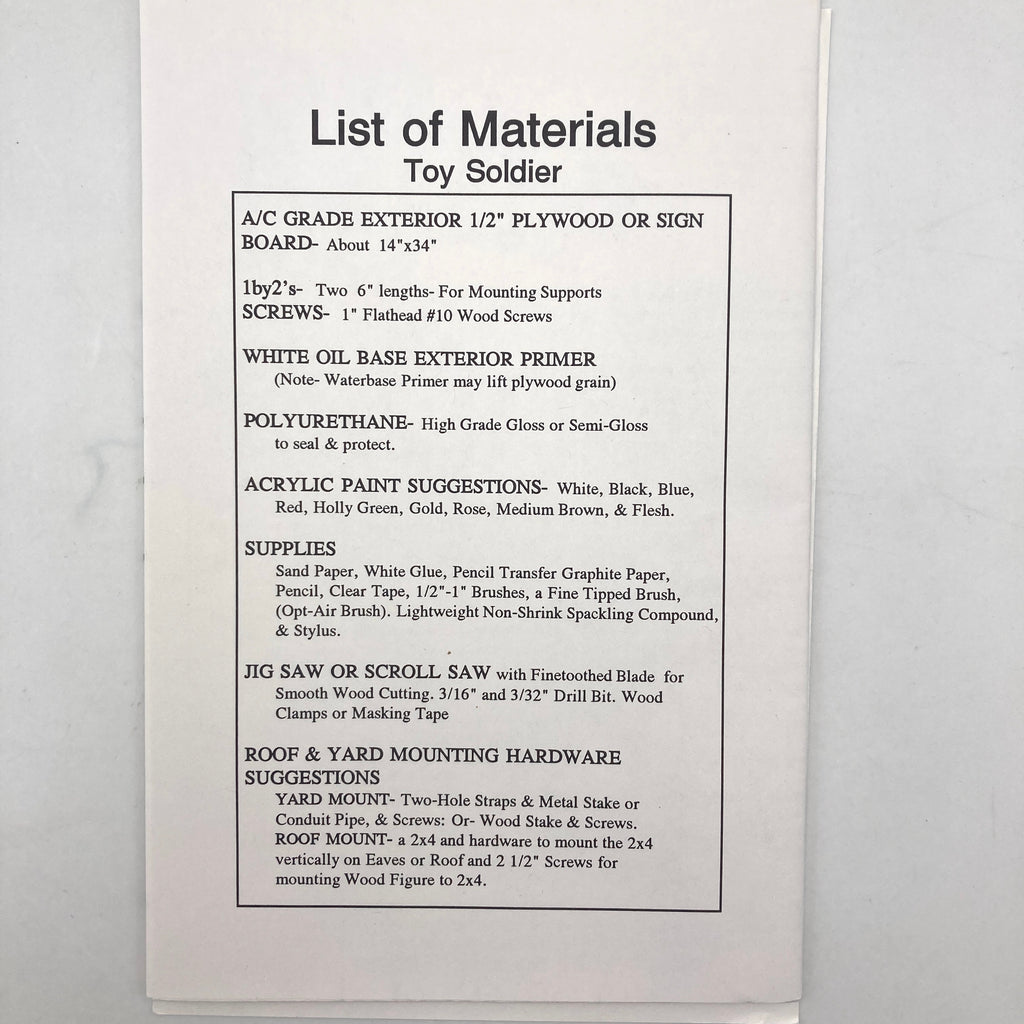 List of Materials
Toy Soldier
A/C GRADE EXTERIOR 1/2" PLYWOOD OR SIGN
BOARD- About 14"x34"
1by2's- Two 6" lengths- For Mounting Supports
SCREWS- 1" Flathead #10 Wood Screws
WHITE OIL BASE EXTERIOR PRIMER
(Note- Waterbase Primer may lift plywood grain)
POLYURETHANE- High Grade Gloss or Semi-Gloss
to seal & protect.
ACRYLIC PAINT SUGGESTIONS- White, Black, Blue,
Red, Holly Green, Gold, Rose, Medium Brown, & Flesh.
SUPPLIES
Sand Paper, White Glue, Pencil Transfer Graphite Paper,
Pencil, Clear Tape, 1/2"-1" Brushes, a Fine Tipped Brush,
(Opt-Air Brush). Lightweight Non-Shrink Spackling Compound,
& Stylus.
JIG SAW OR SCROLL SAW with Finetoothed Blade for
Smooth Wood Cutting. 3/16" and 3/32" Drill Bit. Wood
Clamps or Masking Tape
ROOF & YARD MOUNTING HARDWARE
SUGGESTIONS
YARD MOUNT- Two-Hole Straps & Metal Stake or
Conduit Pipe, & Screws: Or- Wood Stake & Screws.
ROOF MOUNT- a 2x4 and hardware to mount the 2x4
vertically on Eaves or Roof and 2 1/2" Screws for
mounting Wood Figure to 2x4.